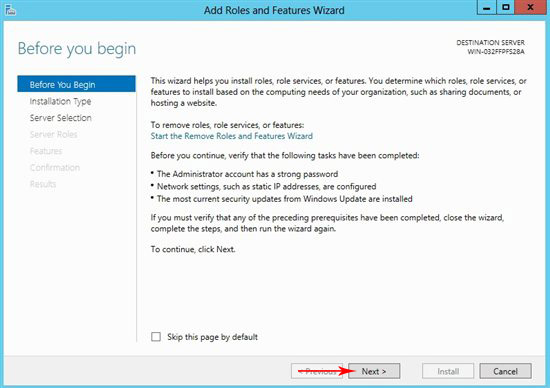 Add Roles and Features Wizard
Before you begin
DESTINATION SERVER
WIN-032FFPFS28A
Before You Begin
Installation Type
Server Selection
Server Roles
Features
Confirmation
Results
This wizard helps you install roles, role services, or features. You determine which roles, role services, or
features to install based on the computing needs of your organization, such as sharing documents, or
hosting a website.
To remove roles, role services, or features:
Start the Remove Roles and Features Wizard
Before you continue, verify that the following tasks have been completed:
• The Administrator account has a strong password
• Network settings, such as static IP addresses, are configured
• The most current security updates from Windows Update are installed
If you must verify that any of the preceding prerequisites have been completed, close the wizard,
complete the steps, and then run the wizard again.
To continue, click Next.
Skip this page by default
< Previous
Next >
Install
Cancel